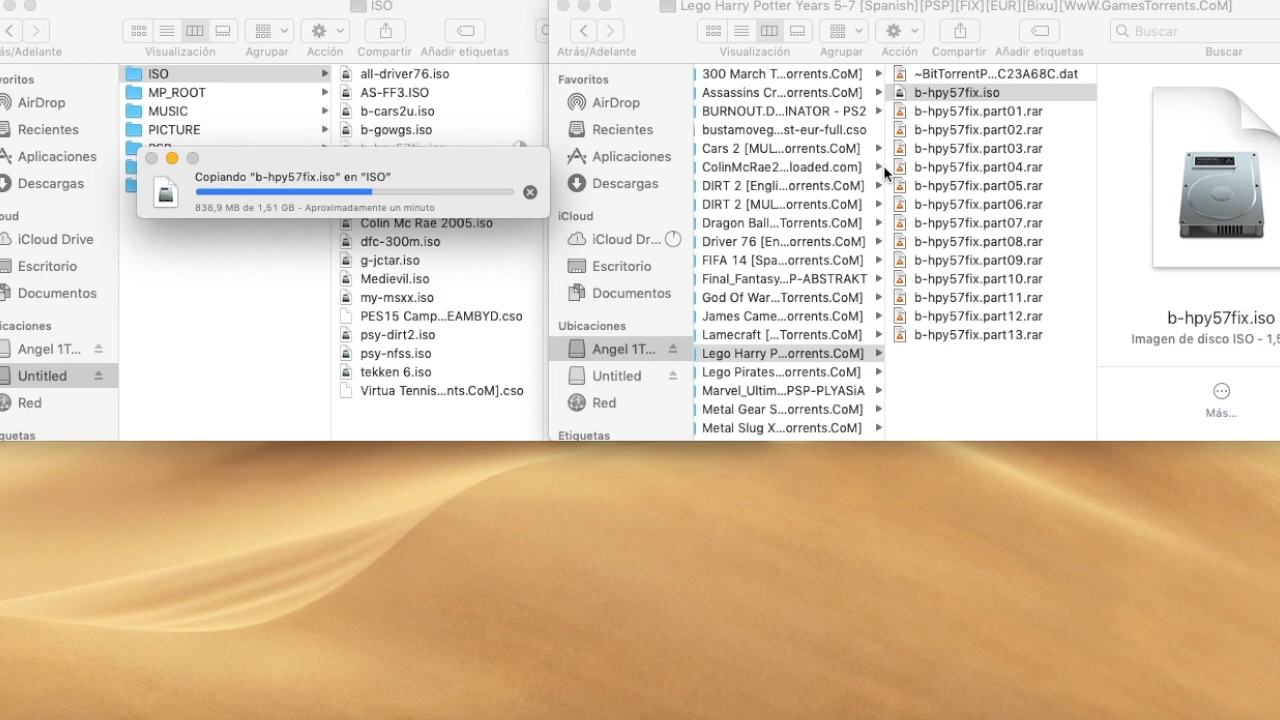 ISO
Atrás/Adelante
Visualización
Agrupar
Acción
Compartir
Añadir etiquetas
AirDrop
Recientes
Aplicaciones
Descargas
iCloud Drive
Escritorio
Documentos
Angel 1T...
Untitled
Red
ISO
MP_ROOT
MUSIC
PICTURE
all-driver76.iso
AS-FF3.ISO
b-cars2u.iso
b-gowgs.iso
b-hpy57fix.iso
Copiando "b-hpy57fix.iso" en "ISO"
838,9 MB de 1,51 GB - Aproximadamente un minuto
Colin Mc Rae 2005.iso
dfc-300m.iso
g-jctar.iso
Medievil.iso
my-msxx.iso
PES15 Camp...EAMBYD.cso
psy-dirt2.iso
psy-nfss.iso
tekken 6.iso
Virtua Tennis...nts.CoM].cso
Lego Harry Potter Years 5-7 [Spanish][PSP][FIX][EUR][Bixu][WwW.GamesTorrents.CoM]
Atrás/Adelante
Visualización
Agrupar
Acción
Compartir
Añadir etiquetas
Buscar
Buscar
Favoritos
AirDrop
Recientes
Aplicaciones
Descargas
iCloud
iCloud Dr...
Escritorio
Documentos
Ubicaciones
Angel 1T...
Untitled
Red
Etiquetas
300 March T...orrents.CoM]
Assassins Cr...orrents.CoM]
BURNOUT.D...INATOR - PS2
bustamoveg...st-eur-full.cso
Cars 2 [MUL...orrents.CoM]
ColinMcRae2...loaded.com]
DIRT 2 [Engli...orrents.CoM]
DIRT 2 [MUL...orrents.CoM]
Dragon Ball...Torrents.CoM]
Driver 76 [En...orrents.CoM]
FIFA 14 [Spa...orrents.CoM]
Final_Fantasy...P-ABSTRAKT
God Of War...Torrents.CoM]
James Came...orrents.CoM]
Lamecraft [...Torrents.CoM]
Lego Harry P...orrents.CoM]
Lego Pirates...orrents.CoM]
Marvel_Ultim...PSP-PLYASiA
Metal Gear S...orrents.CoM]
Metal Slug X...orrents.CoM]
~BitTorrentP...C23A68C.dat
b-hpy57fix.iso
b-hpy57fix.part01.rar
b-hpy57fix.part02.rar
b-hpy57fix.part03.rar
b-hpy57fix.part04.rar
b-hpy57fix.part05.rar
b-hpy57fix.part06.rar
b-hpy57fix.part07.rar
b-hpy57fix.part08.rar
b-hpy57fix.part09.rar
b-hpy57fix.part10.rar
b-hpy57fix.part11.rar
b-hpy57fix.part12.rar
b-hpy57fix.part13.rar
b-hpy57fix.iso
Imagen de disco ISO - 1,5
Más...